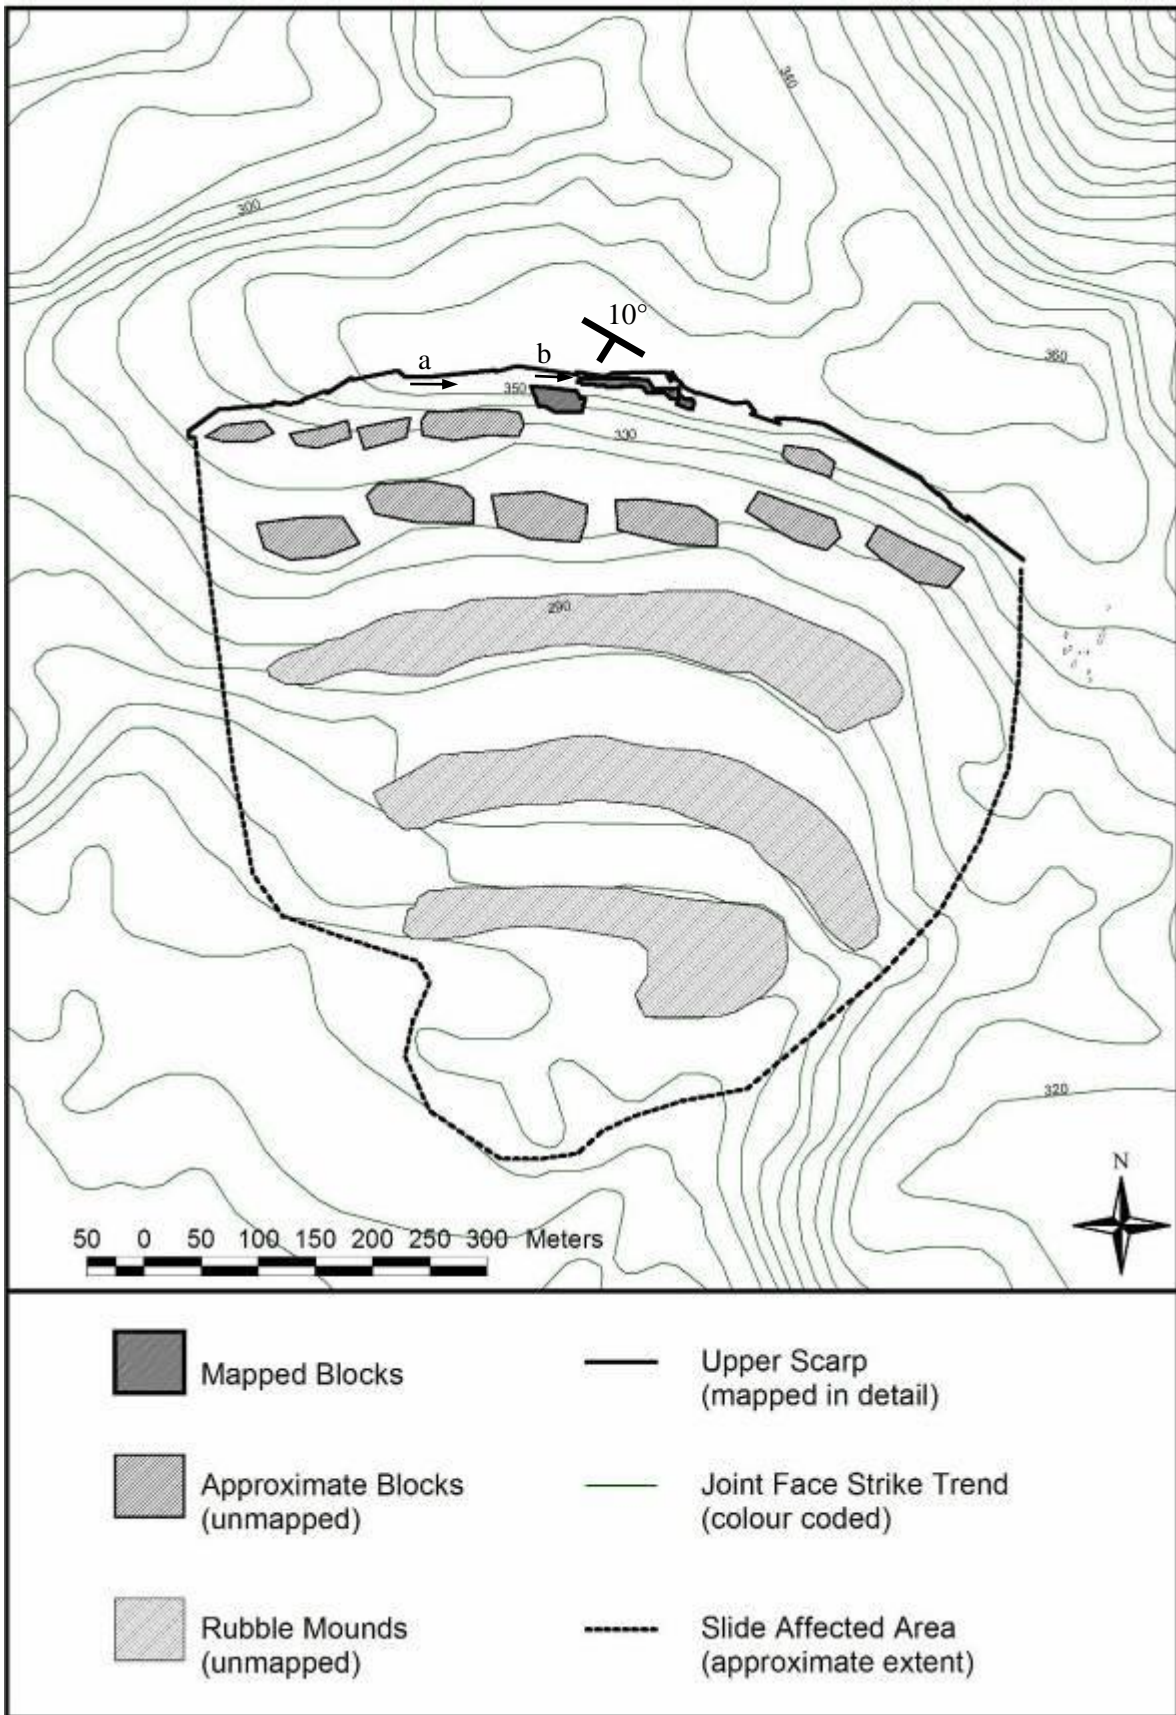 340
300
10°
360
a
b
350
330
290
320
N
50 0 50 100 150 200 250 300 Meters
Mapped Blocks
Upper Scarp
(mapped in detail)
Approximate Blocks
(unmapped)
Joint Face Strike Trend
(colour coded)
Rubble Mounds
(unmapped)
Slide Affected Area
(approximate extent)